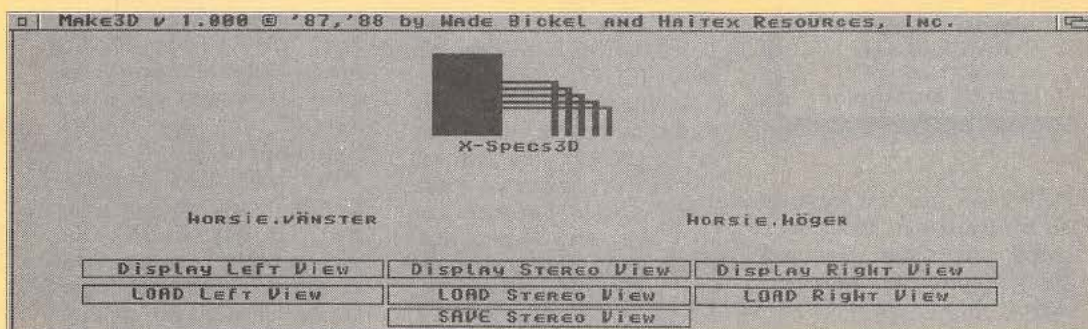 Make3D v 1.000 © '87,'88 by Wade Bickel and Haitex Resources, Inc.
X-Specs3D
horsie.vänster horsie.höger
Display Left View Display Stereo View Display Right View
LOAD Left View LOAD Stereo View LOAD Right View
SAVE Stereo View